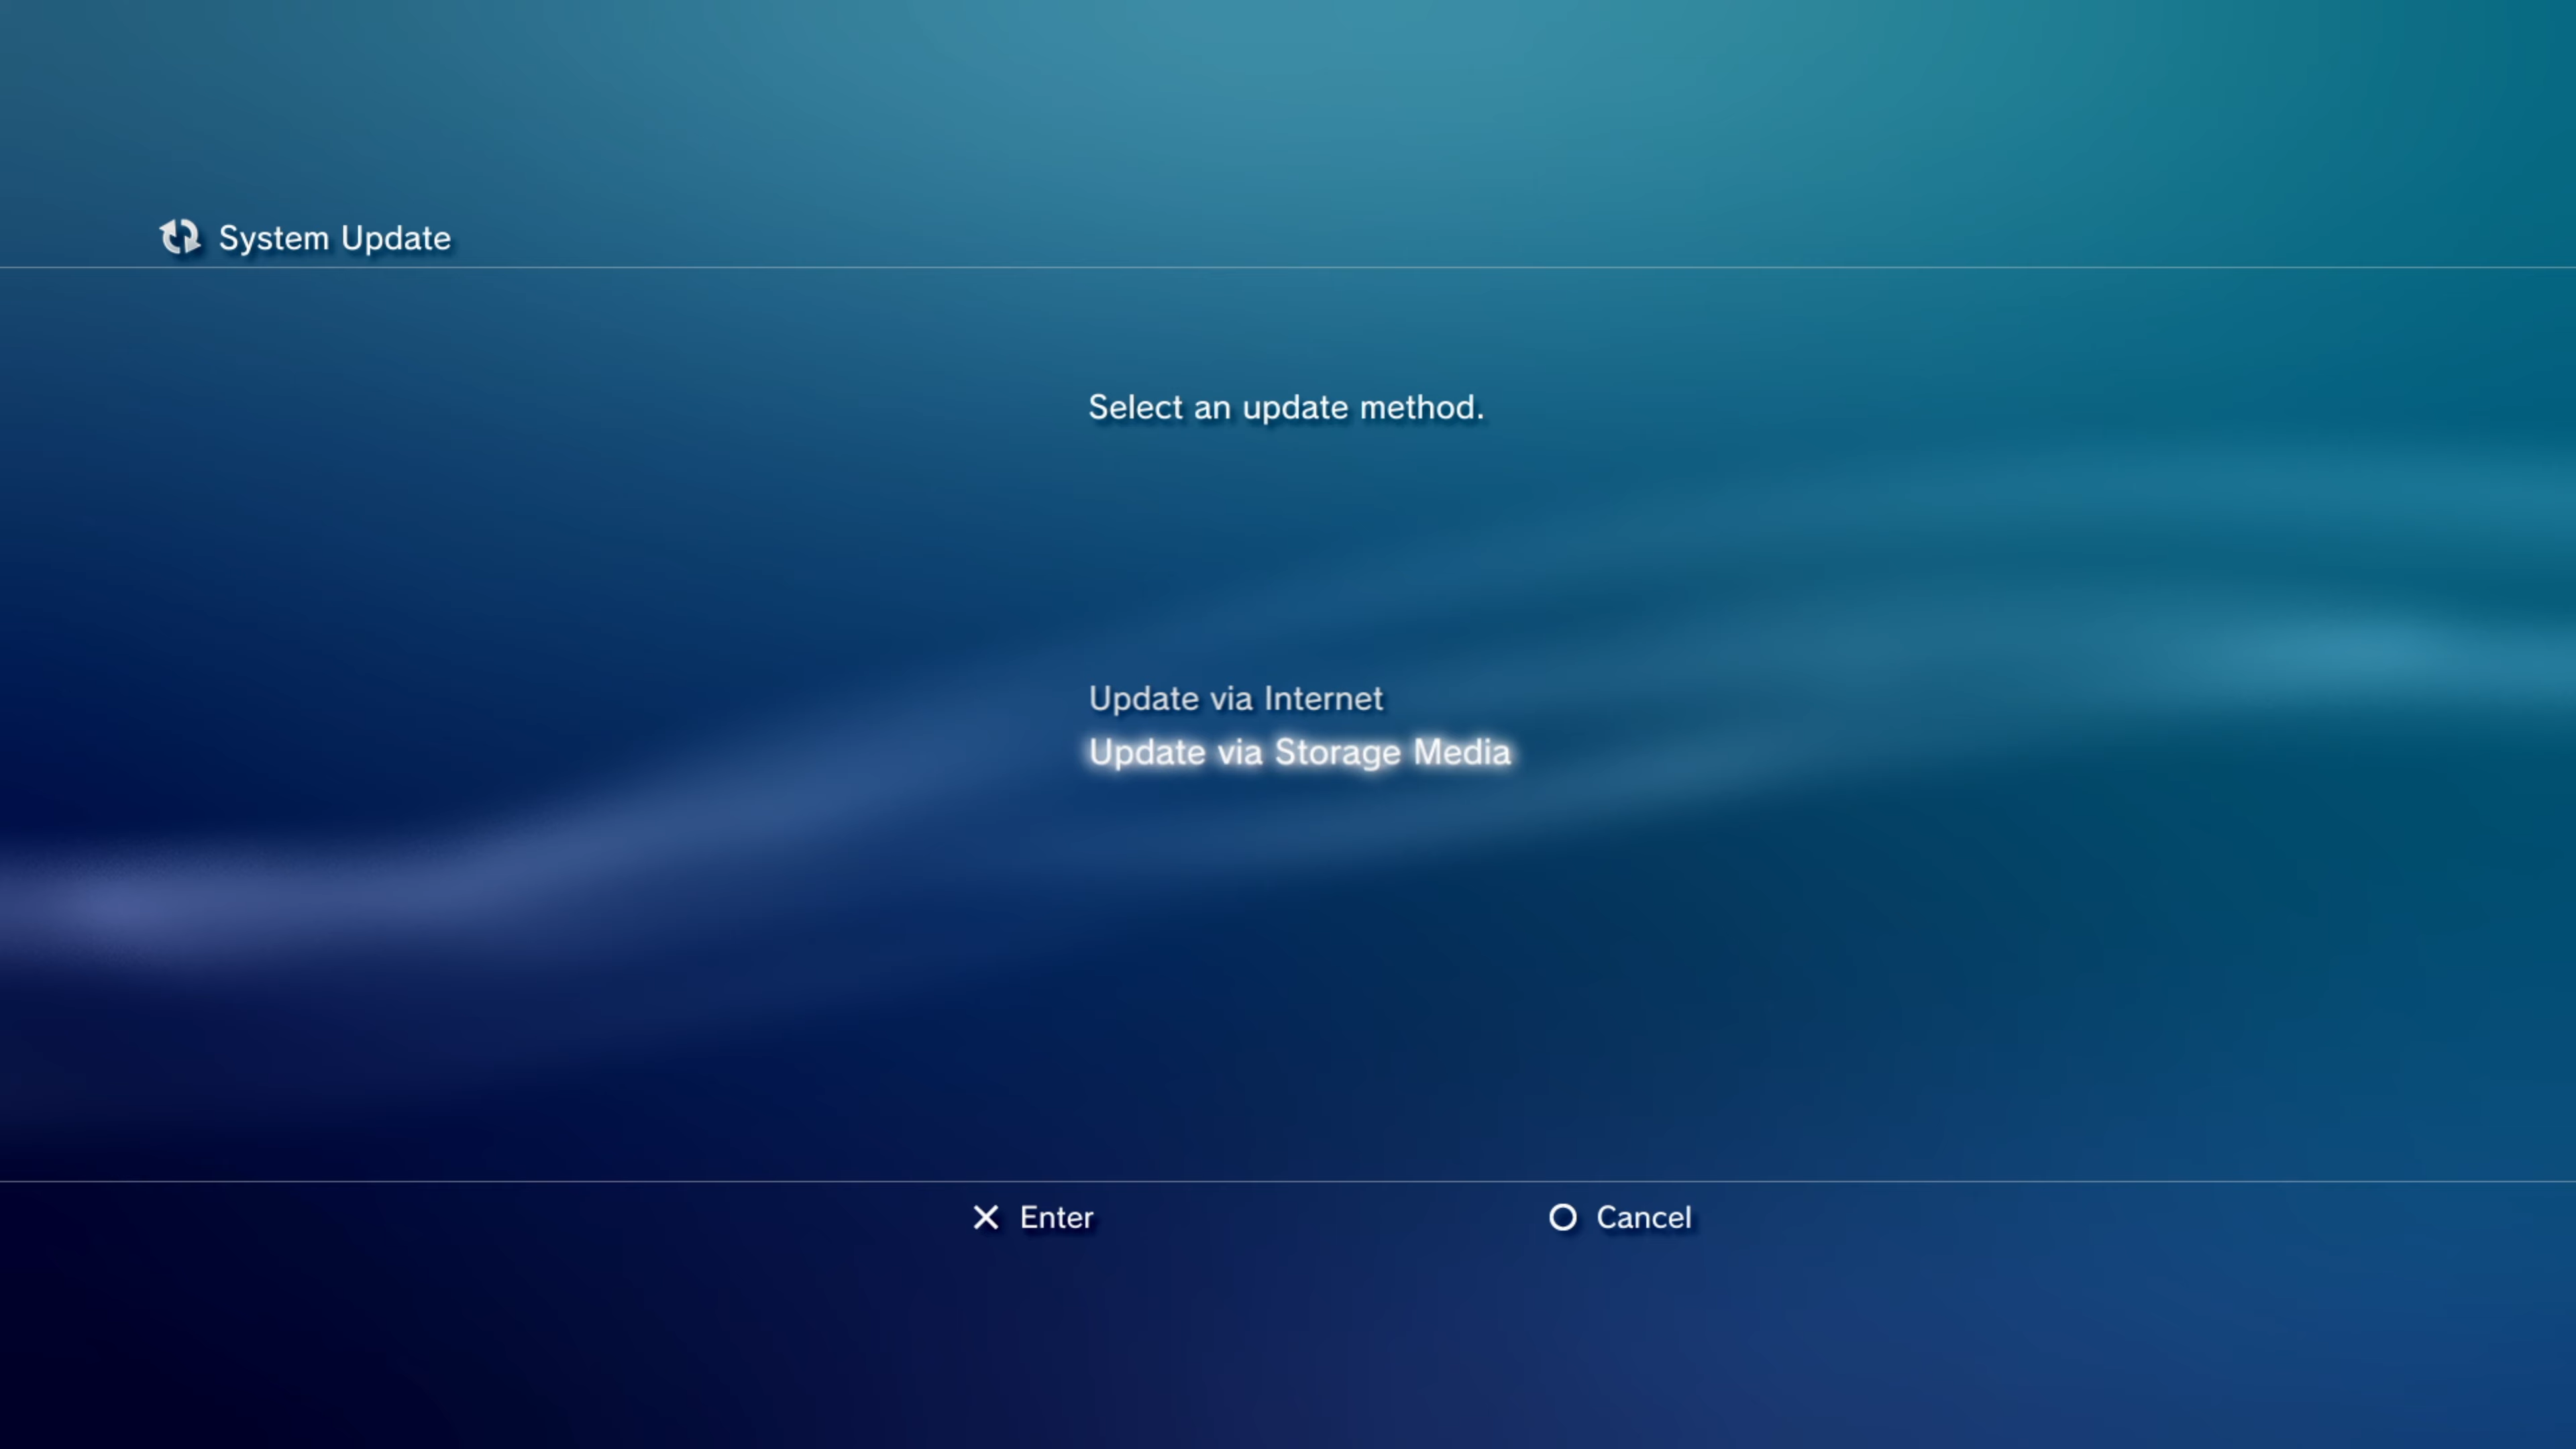 System Update
Select an update method.
Update via Internet
Update via Storage Media
Enter
Cancel